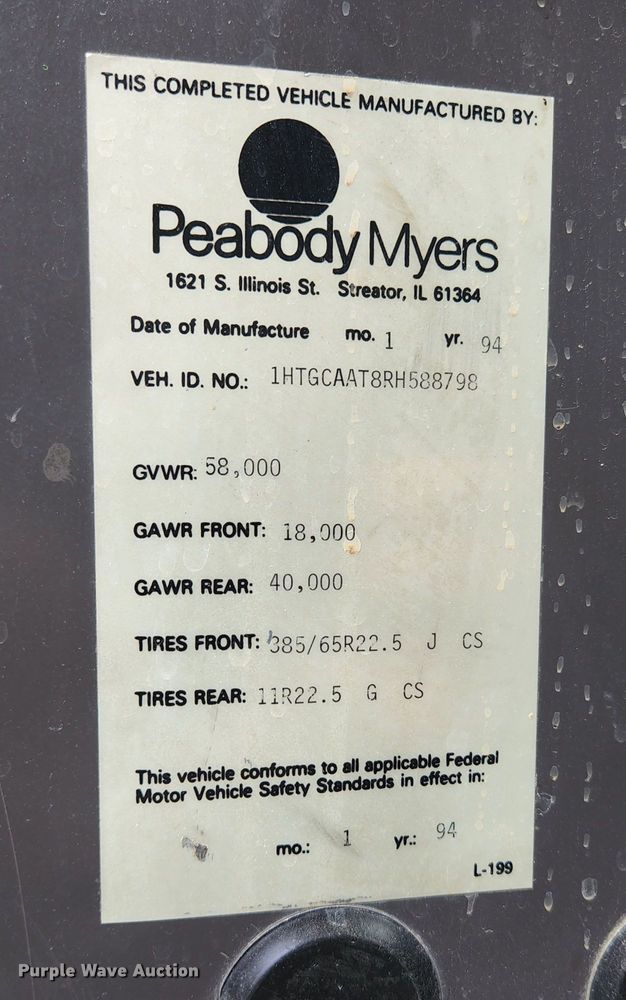 THIS COMPLETED VEHICLE MANUFACTURED BY:
Peabody Myers
1621 S. Illinois St. Streator, IL 61364
Date of Manufacture mo. 1 yr. 94
VEH. ID. NO.: 1HTGCAAT8RH588798
GVWR: 58,000
GAWR FRONT: 18,000
GAWR REAR: 40,000
TIRES FRONT: 385/65R22.5 J CS
TIRES REAR: 11R22.5 G CS
This vehicle conforms to all applicable Federal
Motor Vehicle Safety Standards in effect in:
mo.: 1 yr.: 94
L-199
Purple Wave Auction